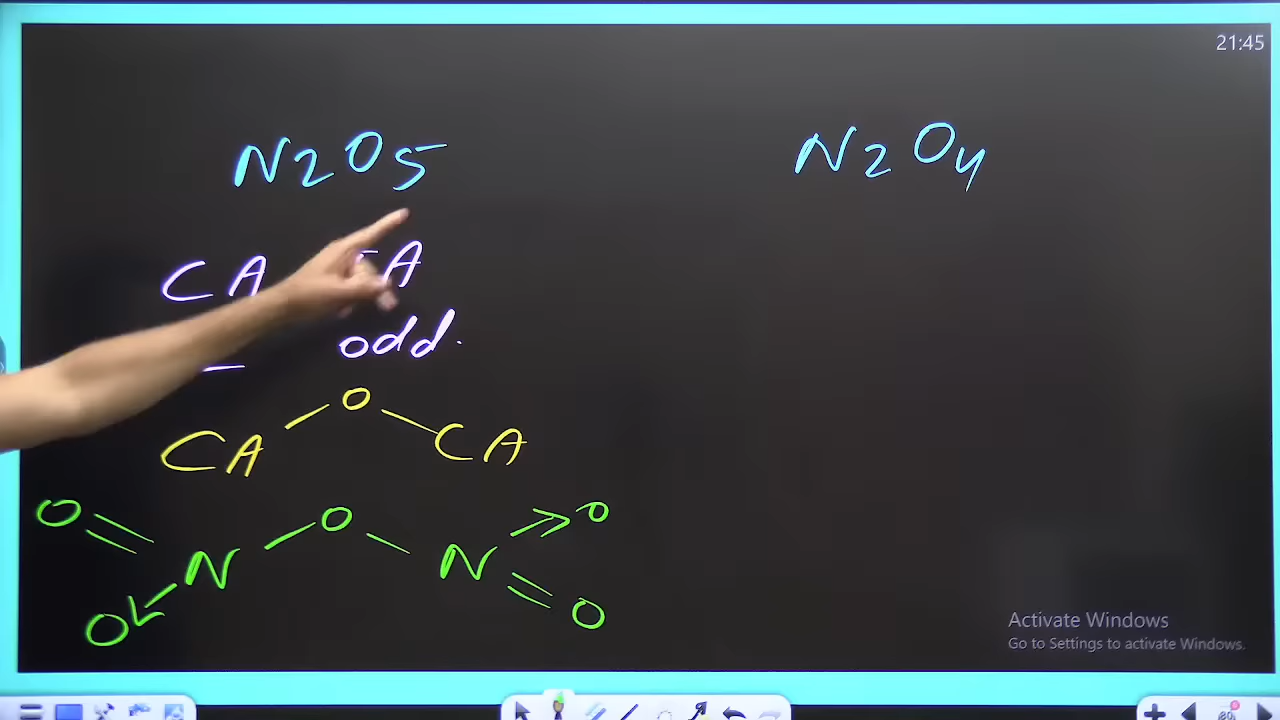 21:45
N2O5
N2O4
CA A
odd.
O
CA CA
O O O
N N
O O
Activate Windows
Go to Settings to activate Windows.